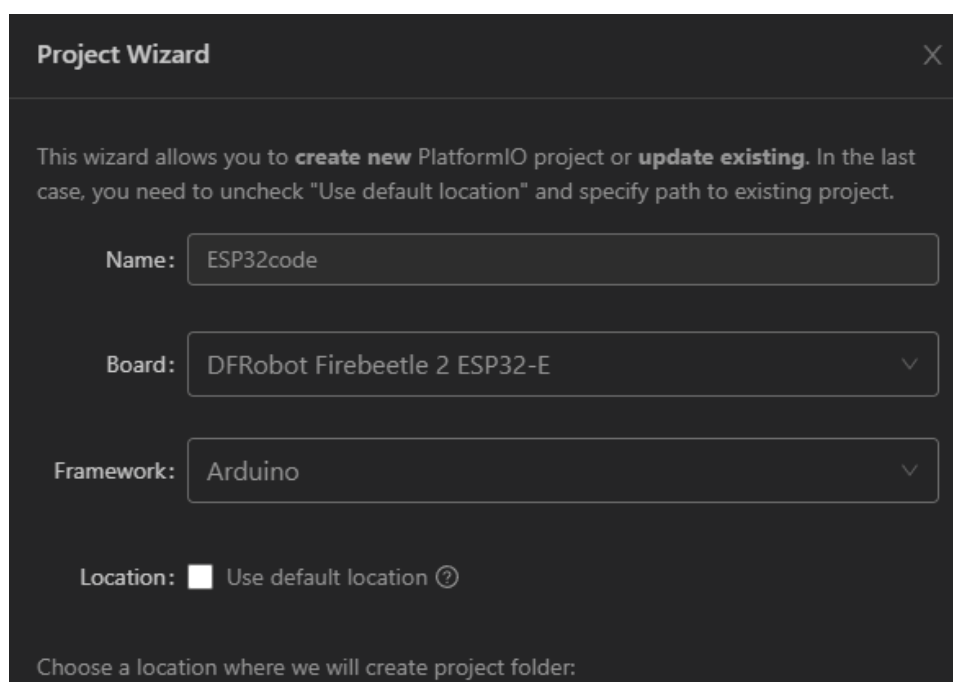 Project Wizard
This wizard allows you to create new PlatformIO project or update existing. In the last
case, you need to uncheck "Use default location" and specify path to existing project.
Name: ESP32code
Board: DFRobot Firebeetle 2 ESP32-E
Framework: Arduino
Location: Use default location
Choose a location where we will create project folder: